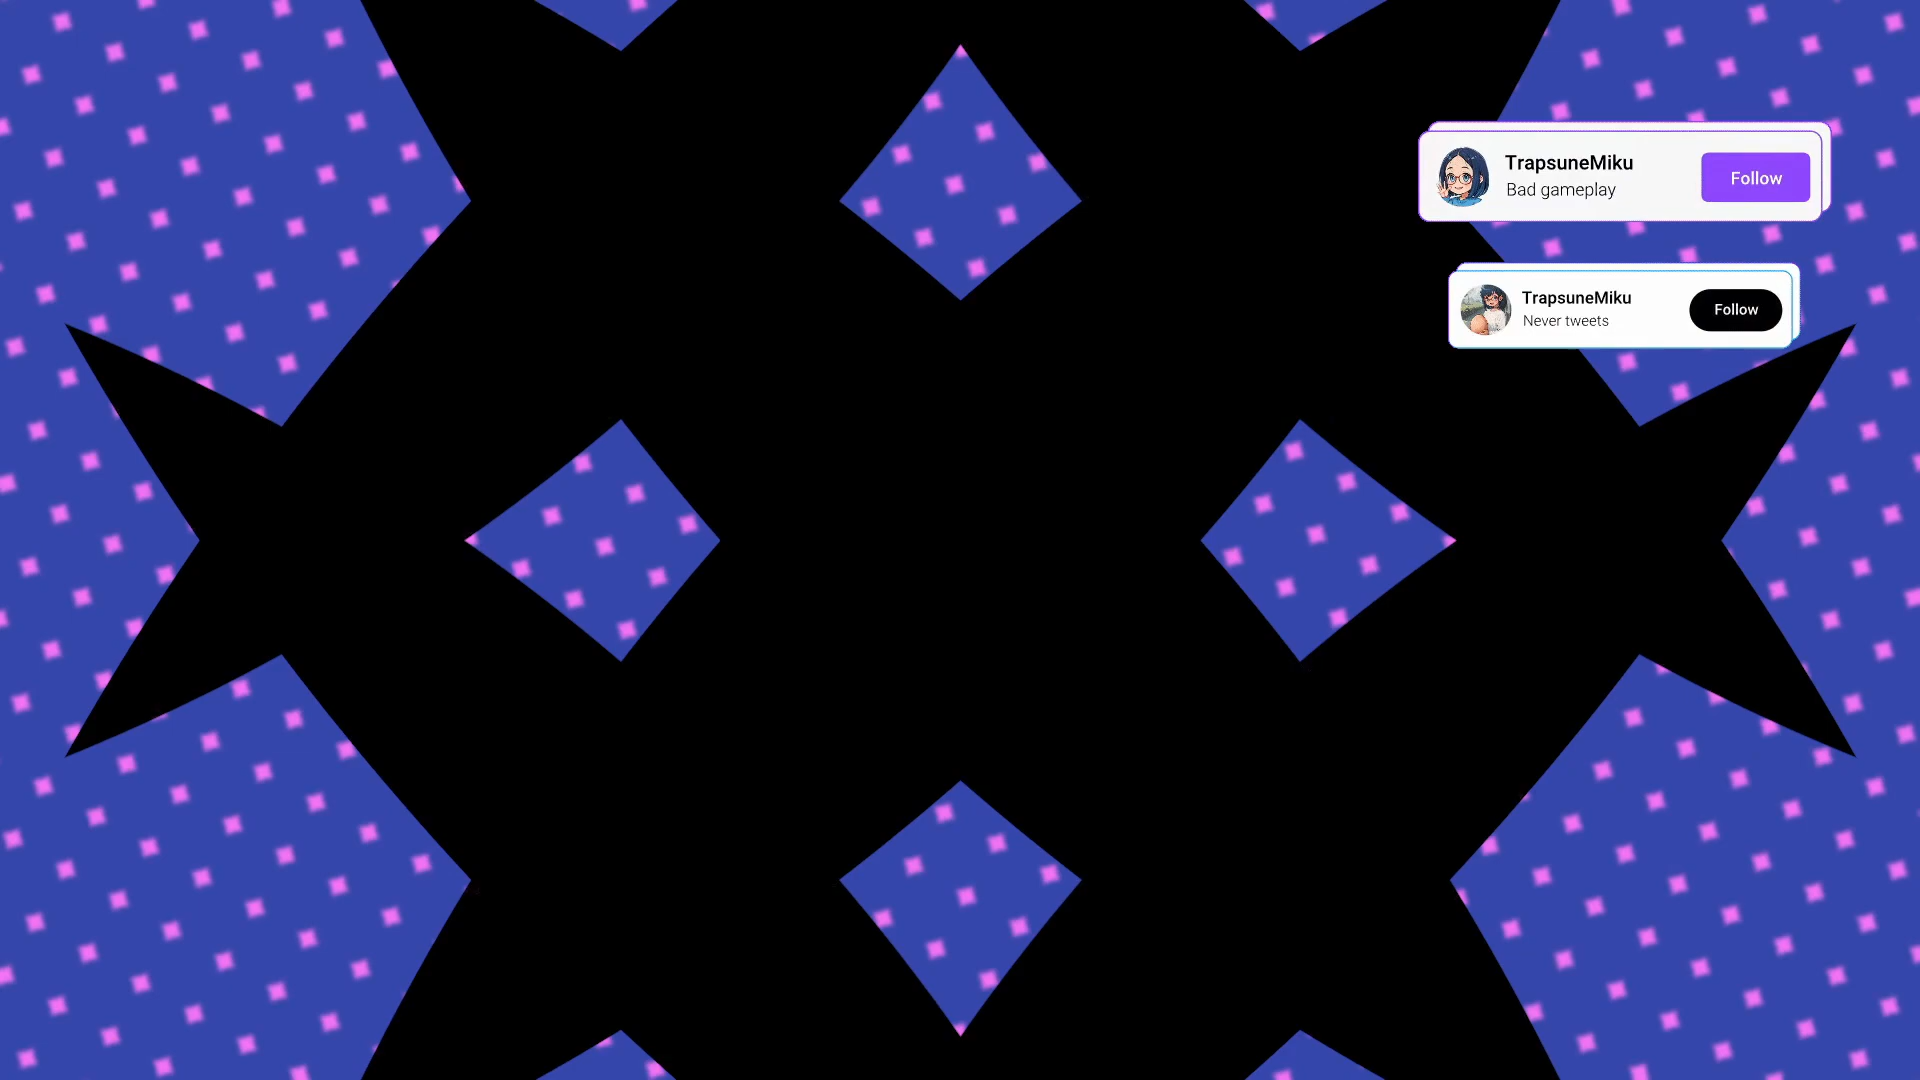 TrapsuneMiku
Bad gameplay
Follow
TrapsuneMiku
Never tweets
Follow